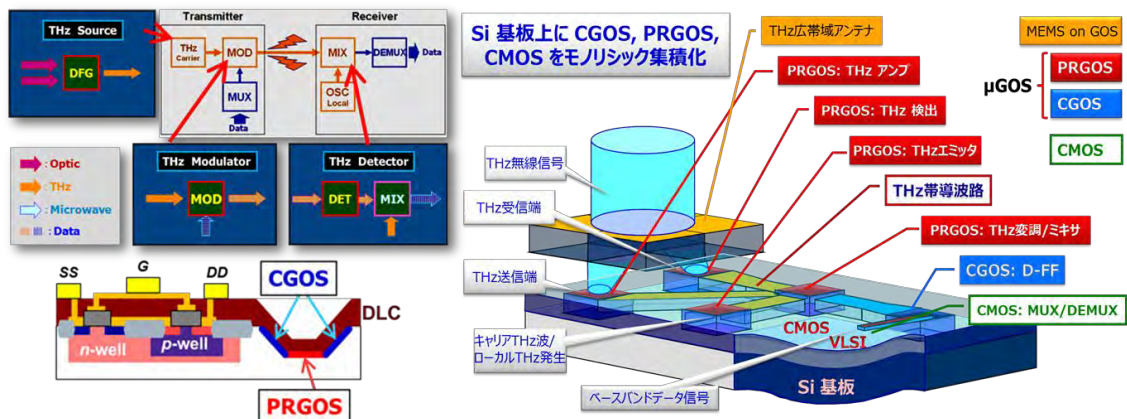 THz Source
DFG
Transmitter
Receiver
THz
Carrier
MOD
MIX
DEMUX
Data
MUX
OSC
Local
Data
: Optic
: THz
: Microwave
: Data
THz Modulator
MOD
THz Detector
DET
MIX
SS
G
DD
CGOS
DLC
n-well
p-well
PRGOS
Si 基板上に CGOS, PRGOS,
CMOS をモノリシック集積化
THz広帯域アンテナ
PRGOS: THz アンプ
PRGOS: THz 検出
PRGOS: THzエミッタ
THz帯導波路
PRGOS: THz変調/ミキサ
CGOS: D-FF
CMOS: MUX/DEMUX
MEMS on GOS
μGOS
PRGOS
CGOS
CMOS
THz無線信号
THz受信端
THz送信端
キャリアTHz波/
ローカルTHz発生
ベースバンドデータ信号
CMOS
VLSI
Si 基板